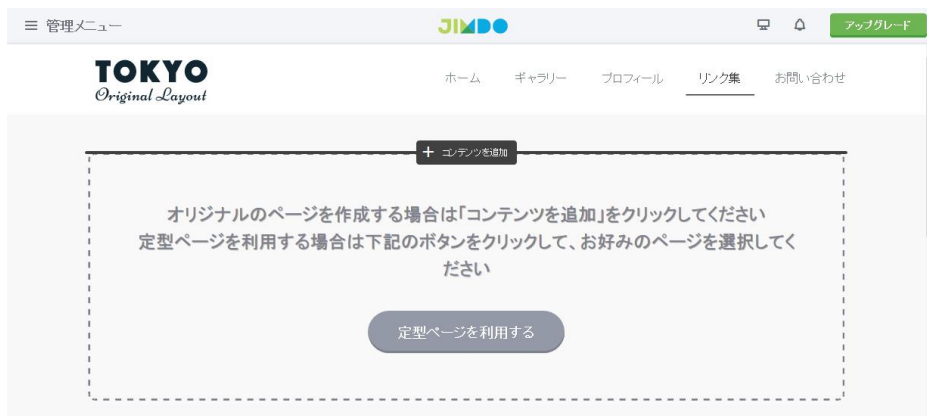 管理メニュー
JIMDO
アップグレード
TOKYO
Original Layout
ホーム ギャラリー プロフィール リンク集 お問い合わせ
+ コンテンツを追加
オリジナルのページを作成する場合は「コンテンツを追加」をクリックしてください
定型ページを利用する場合は下記のボタンをクリックして、お好みのページを選択してく
ださい
定型ページを利用する